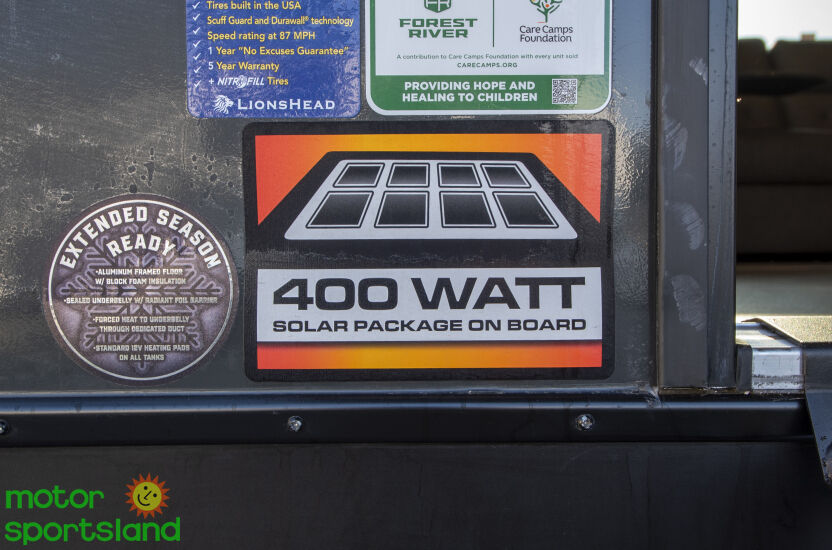 Tires built in the USA
Scuff Guard and Durawall® technology
Speed rating at 87 MPH
1 Year "No Excuses Guarantee"
5 Year Warranty
+ NITROFILL Tires
LIONSHEAD
FOREST
RIVER
Care Camps
Foundation
A contribution to Care Camps Foundation with every unit sold
CARECAMPS.ORG
PROVIDING HOPE AND
HEALING TO CHILDREN
400 WATT
SOLAR PACKAGE ON BOARD
EXTENDED SEASON
READY
•ALUMINUM FRAMED FLOOR
W/ BLOCK FOAM INSULATION
•SEALED UNDERBELLY W/ RADIANT FOIL BARRIER
•FORCED HEAT TO UNDERBELLY
THROUGH DEDICATED DUCT
•STANDARD 12V HEATING PADS
ON ALL TANKS
motor
sportsland